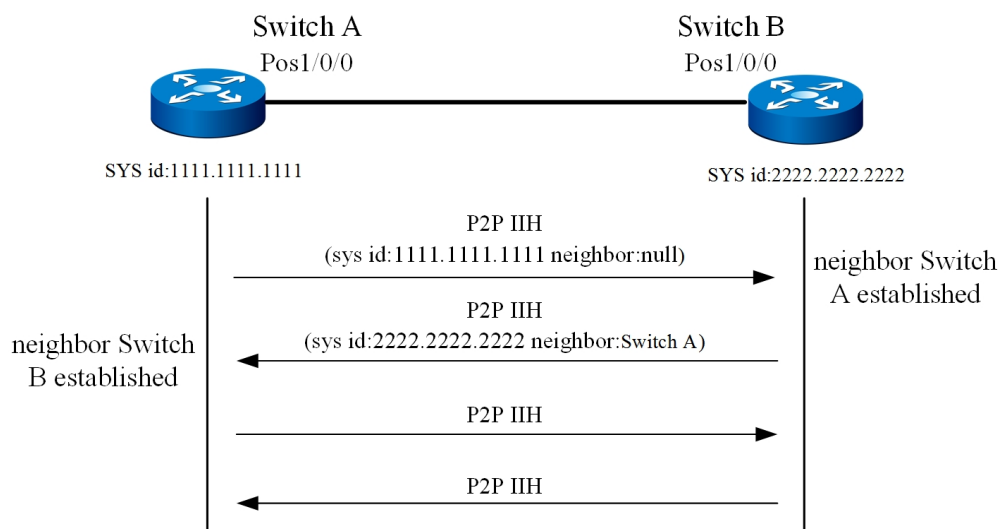 Switch A
Switch B
Pos1/0/0
Pos1/0/0
SYS id:1111.1111.1111
SYS id:2222.2222.2222
P2P IIH
(sys id:1111.1111.1111 neighbor:null)
neighbor Switch
A established
P2P IIH
(sys id:2222.2222.2222 neighbor:Switch A)
neighbor Switch
B established
P2P IIH
P2P IIH